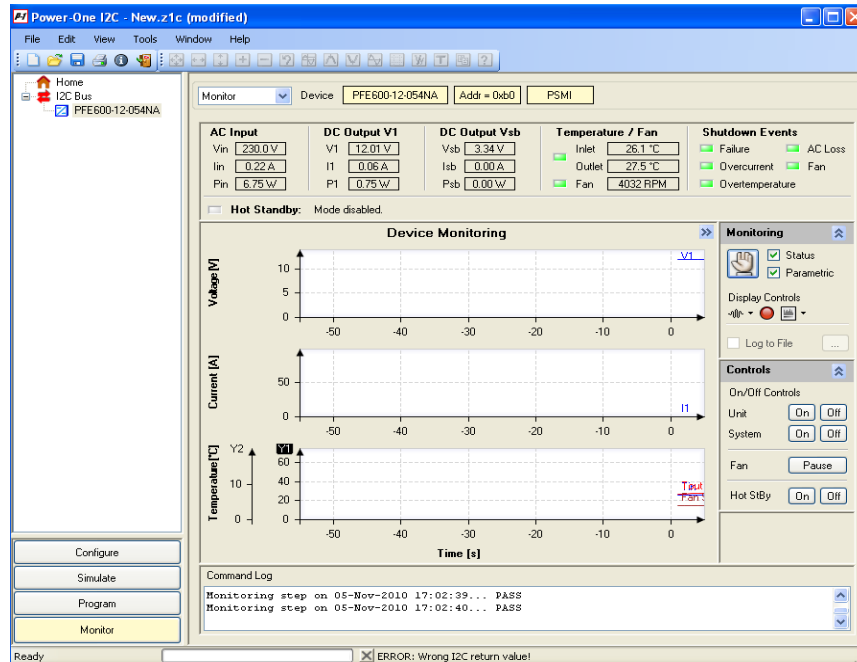 Power-One I2C - New.z1c (modified)
File Edit View Tools Window Help
Home
I2C Bus
PFE600-12-054NA
Monitor Device PFE600-12-054NA Addr = 0xb0 PSMI
AC Input DC Output V1 DC Output Vsb Temperature / Fan Shutdown Events
Vin 230.0 V V1 12.01 V Vsb 3.34 V Inlet 26.1 °C Failure AC Loss
Iin 0.22 A I1 0.06 A Isb 0.00 A Outlet 27.5 °C Overcurrent Fan
Pin 6.75 W P1 0.75 W Psb 0.00 W Fan 4032 RPM Overtemperature
Hot Standby: Mode disabled.
Device Monitoring
Voltage [V]
10
5
0
V1
-50 -40 -30 -20 -10 0
Current [A]
50
0
I1
-50 -40 -30 -20 -10 0
Temperature [°C]
Y2 Y1
60
10 40
20
0 0
-50 -40 -30 -20 -10 0
Time [s]
Monitoring
Status
Parametric
Display Controls
Log to File ...
Controls
On/Off Controls
Unit On Off
System On Off
Fan Pause
Hot StBy On Off
Configure
Simulate
Program
Monitor
Command Log
Monitoring step on 05-Nov-2010 17:02:39... PASS
Monitoring step on 05-Nov-2010 17:02:40... PASS
Ready ERROR: Wrong I2C return value!